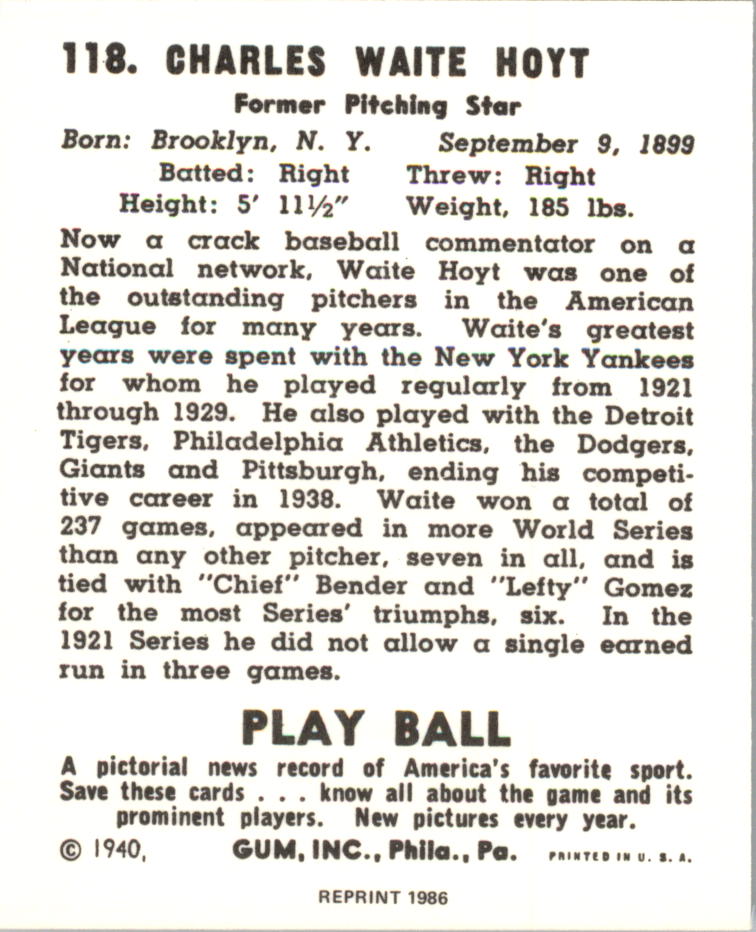 118. CHARLES WAITE HOYT
Former Pitching Star
Born: Brooklyn, N. Y. September 9, 1899
Batted: Right Threw: Right
Height: 5' 11½" Weight, 185 lbs.
Now a crack baseball commentator on a
National network, Waite Hoyt was one of
the outstanding pitchers in the American
League for many years. Waite's greatest
years were spent with the New York Yankees
for whom he played regularly from 1921
through 1929. He also played with the Detroit
Tigers, Philadelphia Athletics, the Dodgers,
Giants and Pittsburgh, ending his competi-
tive career in 1938. Waite won a total of
237 games, appeared in more World Series
than any other pitcher, seven in all, and is
tied with "Chief" Bender and "Lefty" Gomez
for the most Series' triumphs, six. In the
1921 Series he did not allow a single earned
run in three games.
PLAY BALL
A pictorial news record of America's favorite sport.
Save these cards . . . know all about the game and its
prominent players. New pictures every year.
© 1940, GUM, INC., Phila., Pa. PRINTED IN U. S. A.
REPRINT 1986